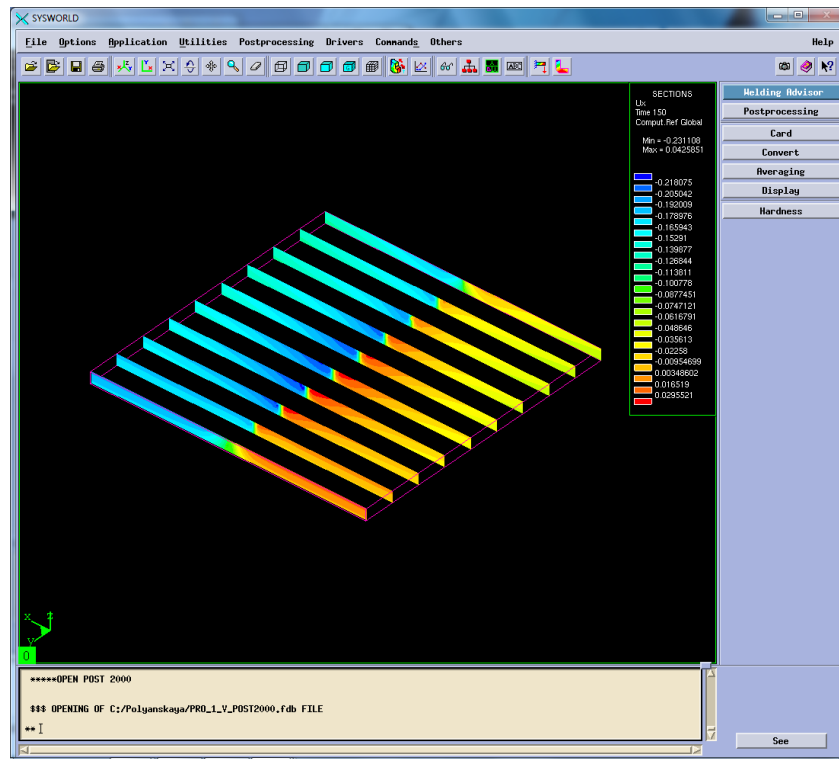 SYSWORLD
File Options Application Utilities Postprocessing Drivers Commands Others Help
SECTIONS
Ux
Time 150
Comput.Ref Global
Min = -0.231108
Max = 0.0425851
-0.218075
-0.205042
-0.192009
-0.178976
-0.165943
-0.15291
-0.139877
-0.126844
-0.113811
-0.100778
-0.0877451
-0.0747121
-0.0616791
-0.048646
-0.035613
-0.02258
-0.00954699
0.00348602
0.016519
0.0295521
Welding Advisor
Postprocessing
Card
Convert
Averaging
Display
Hardness
x z
y
0
*****OPEN POST 2000
$$$ OPENING OF C:/Polyanskaya/PRO_1_V_POST2000.fdb FILE
**
See